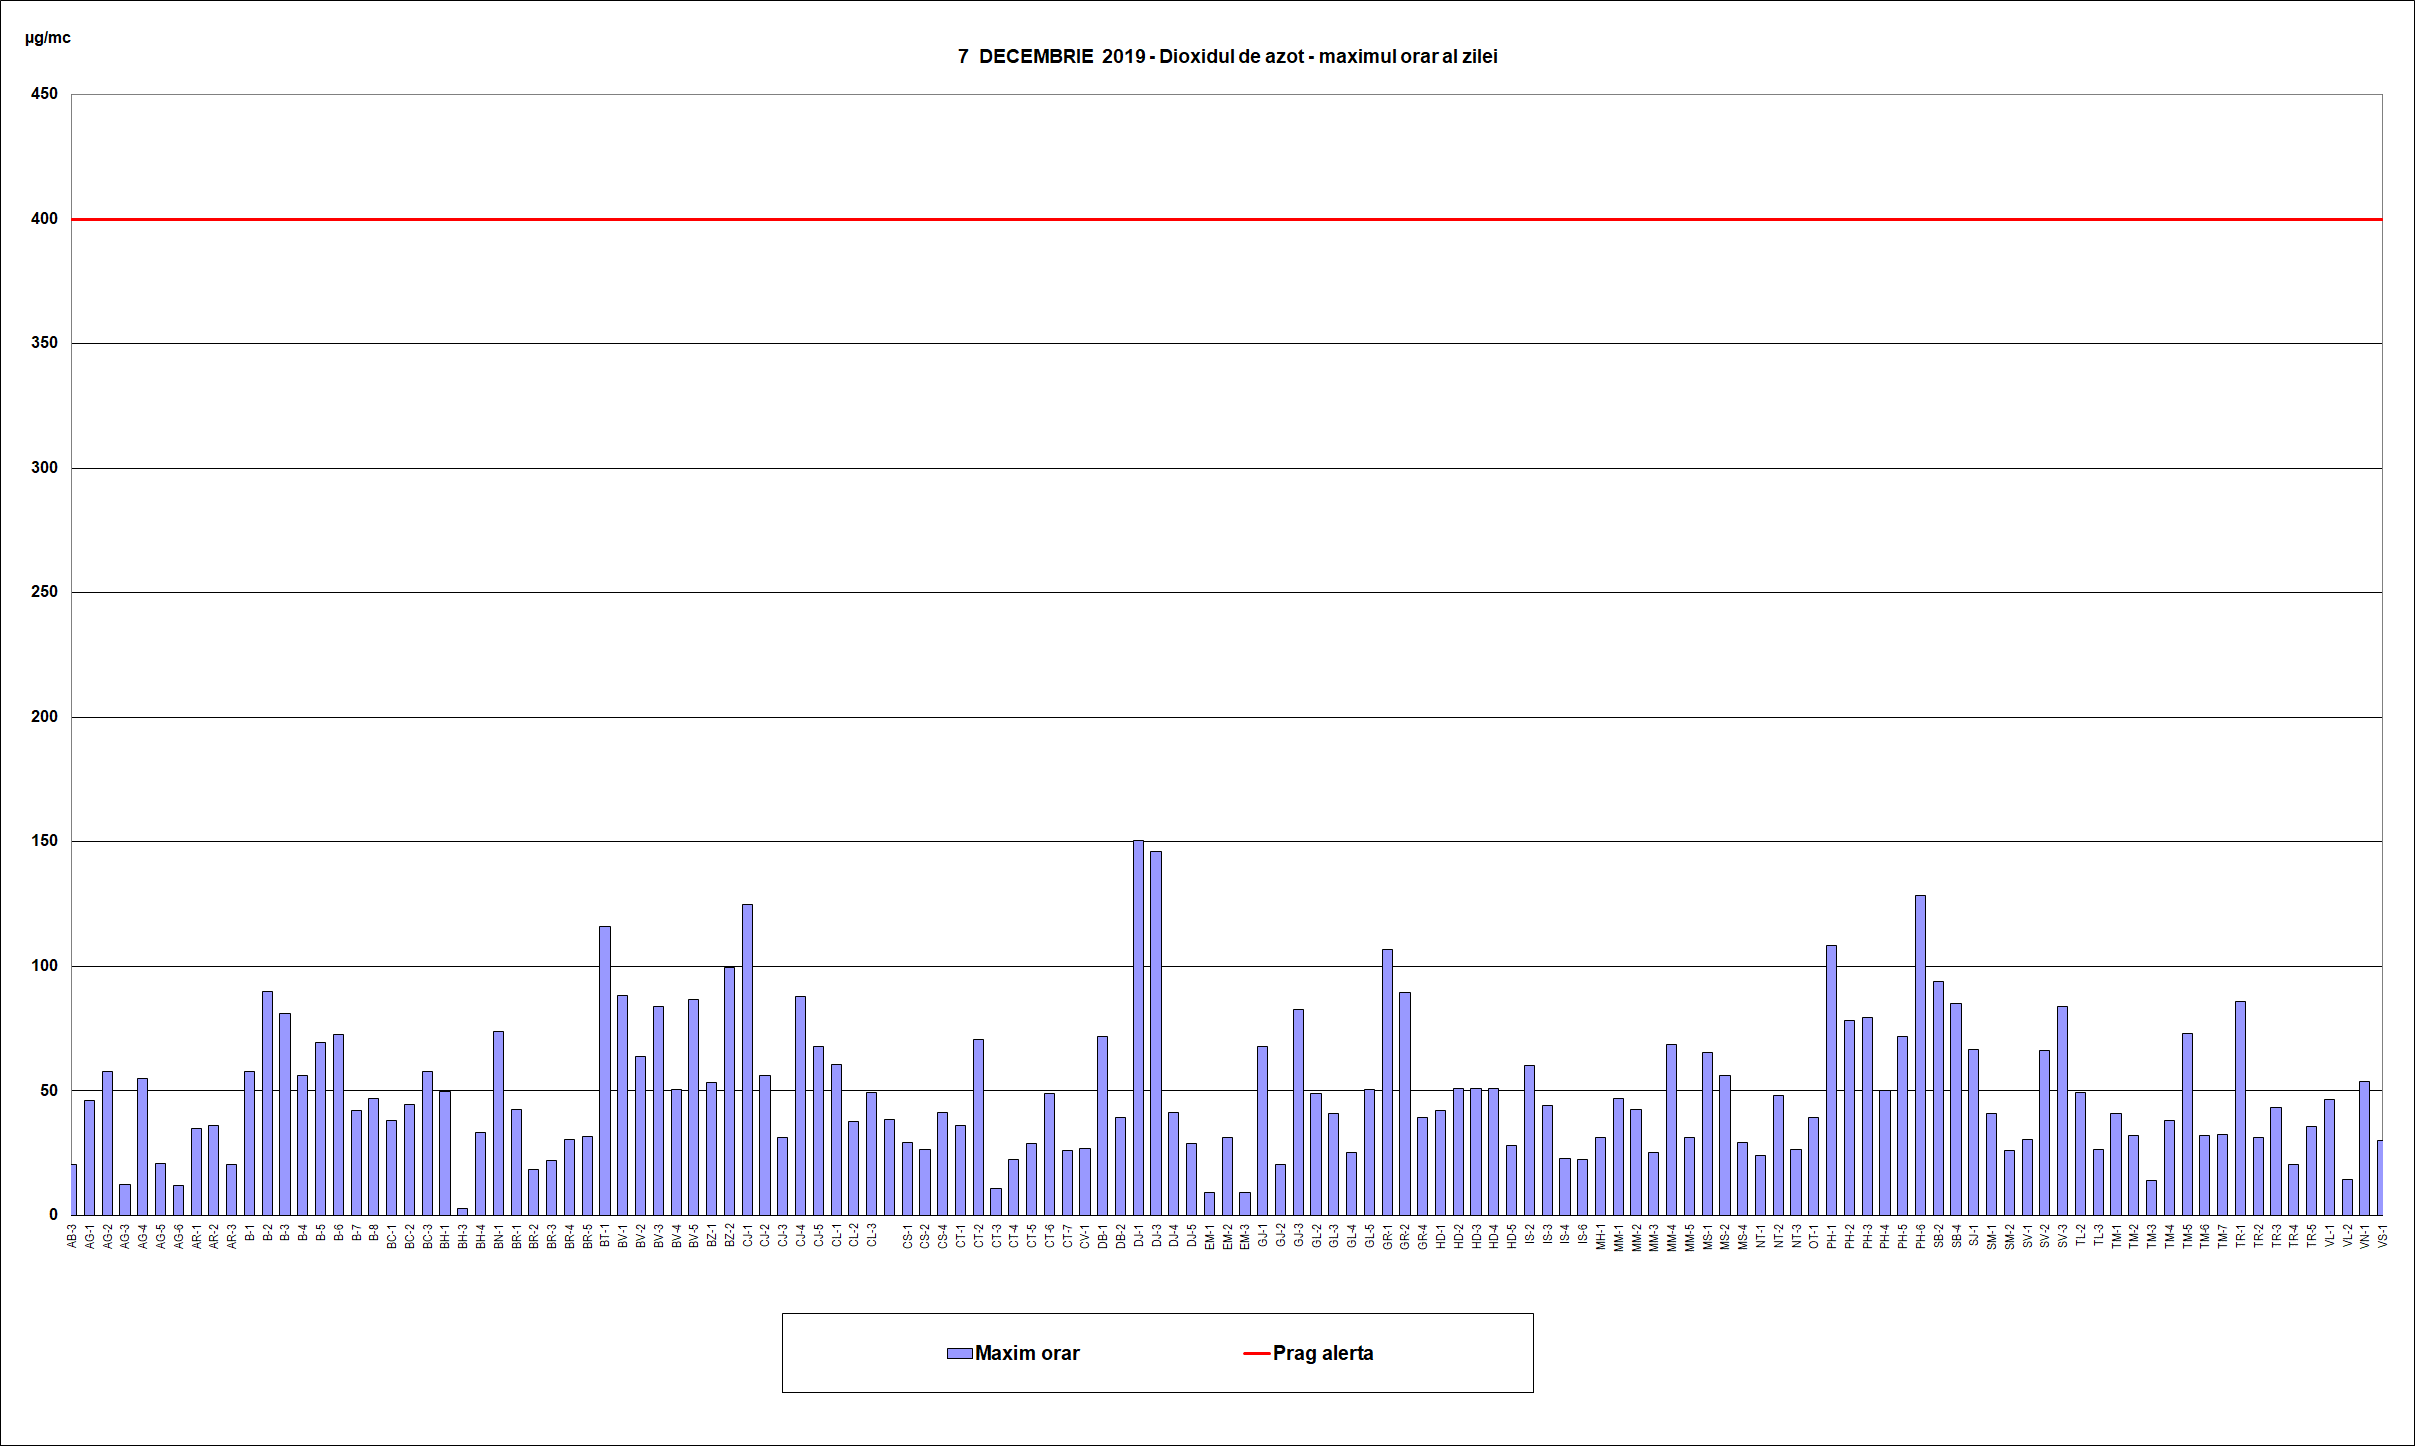 µg/mc
7 DECEMBRIE 2019 - Dioxidul de azot - maximul orar al zilei
450
400
350
300
250
200
150
100
50
0
AB-3 AG-1 AG-2 AG-3 AG-4 AG-5 AG-6 AR-1 AR-2 AR-3 B-1 B-2 B-3 B-4 B-5 B-6 B-7 B-8 BC-1 BC-2 BC-3 BH-1 BH-3 BH-4 BN-1 BR-1 BR-2 BR-3 BR-4 BR-5 BT-1 BV-1 BV-2 BV-3 BV-4 BV-5 BZ-1 BZ-2 CJ-1 CJ-2 CJ-3 CJ-4 CJ-5 CL-1 CL-2 CL-3 CS-1 CS-2 CS-4 CT-1 CT-2 CT-3 CT-4 CT-5 CT-6 CT-7 CV-1 DB-1 DB-2 DJ-1 DJ-3 DJ-4 DJ-5 EM-1 EM-2 EM-3 GJ-1 GJ-2 GJ-3 GL-2 GL-3 GL-4 GL-5 GR-1 GR-2 GR-4 HD-1 HD-2 HD-3 HD-4 HD-5 IS-2 IS-3 IS-4 IS-6 MH-1 MM-1 MM-2 MM-3 MM-4 MM-5 MS-1 MS-2 MS-4 NT-1 NT-2 NT-3 OT-1 PH-1 PH-2 PH-3 PH-4 PH-5 PH-6 SB-2 SB-4 SJ-1 SM-1 SM-2 SV-1 SV-2 SV-3 TL-2 TL-3 TM-1 TM-2 TM-3 TM-4 TM-5 TM-6 TM-7 TR-1 TR-2 TR-3 TR-4 TR-5 VL-1 VL-2 VN-1 VS-1
Maxim orar
Prag alerta